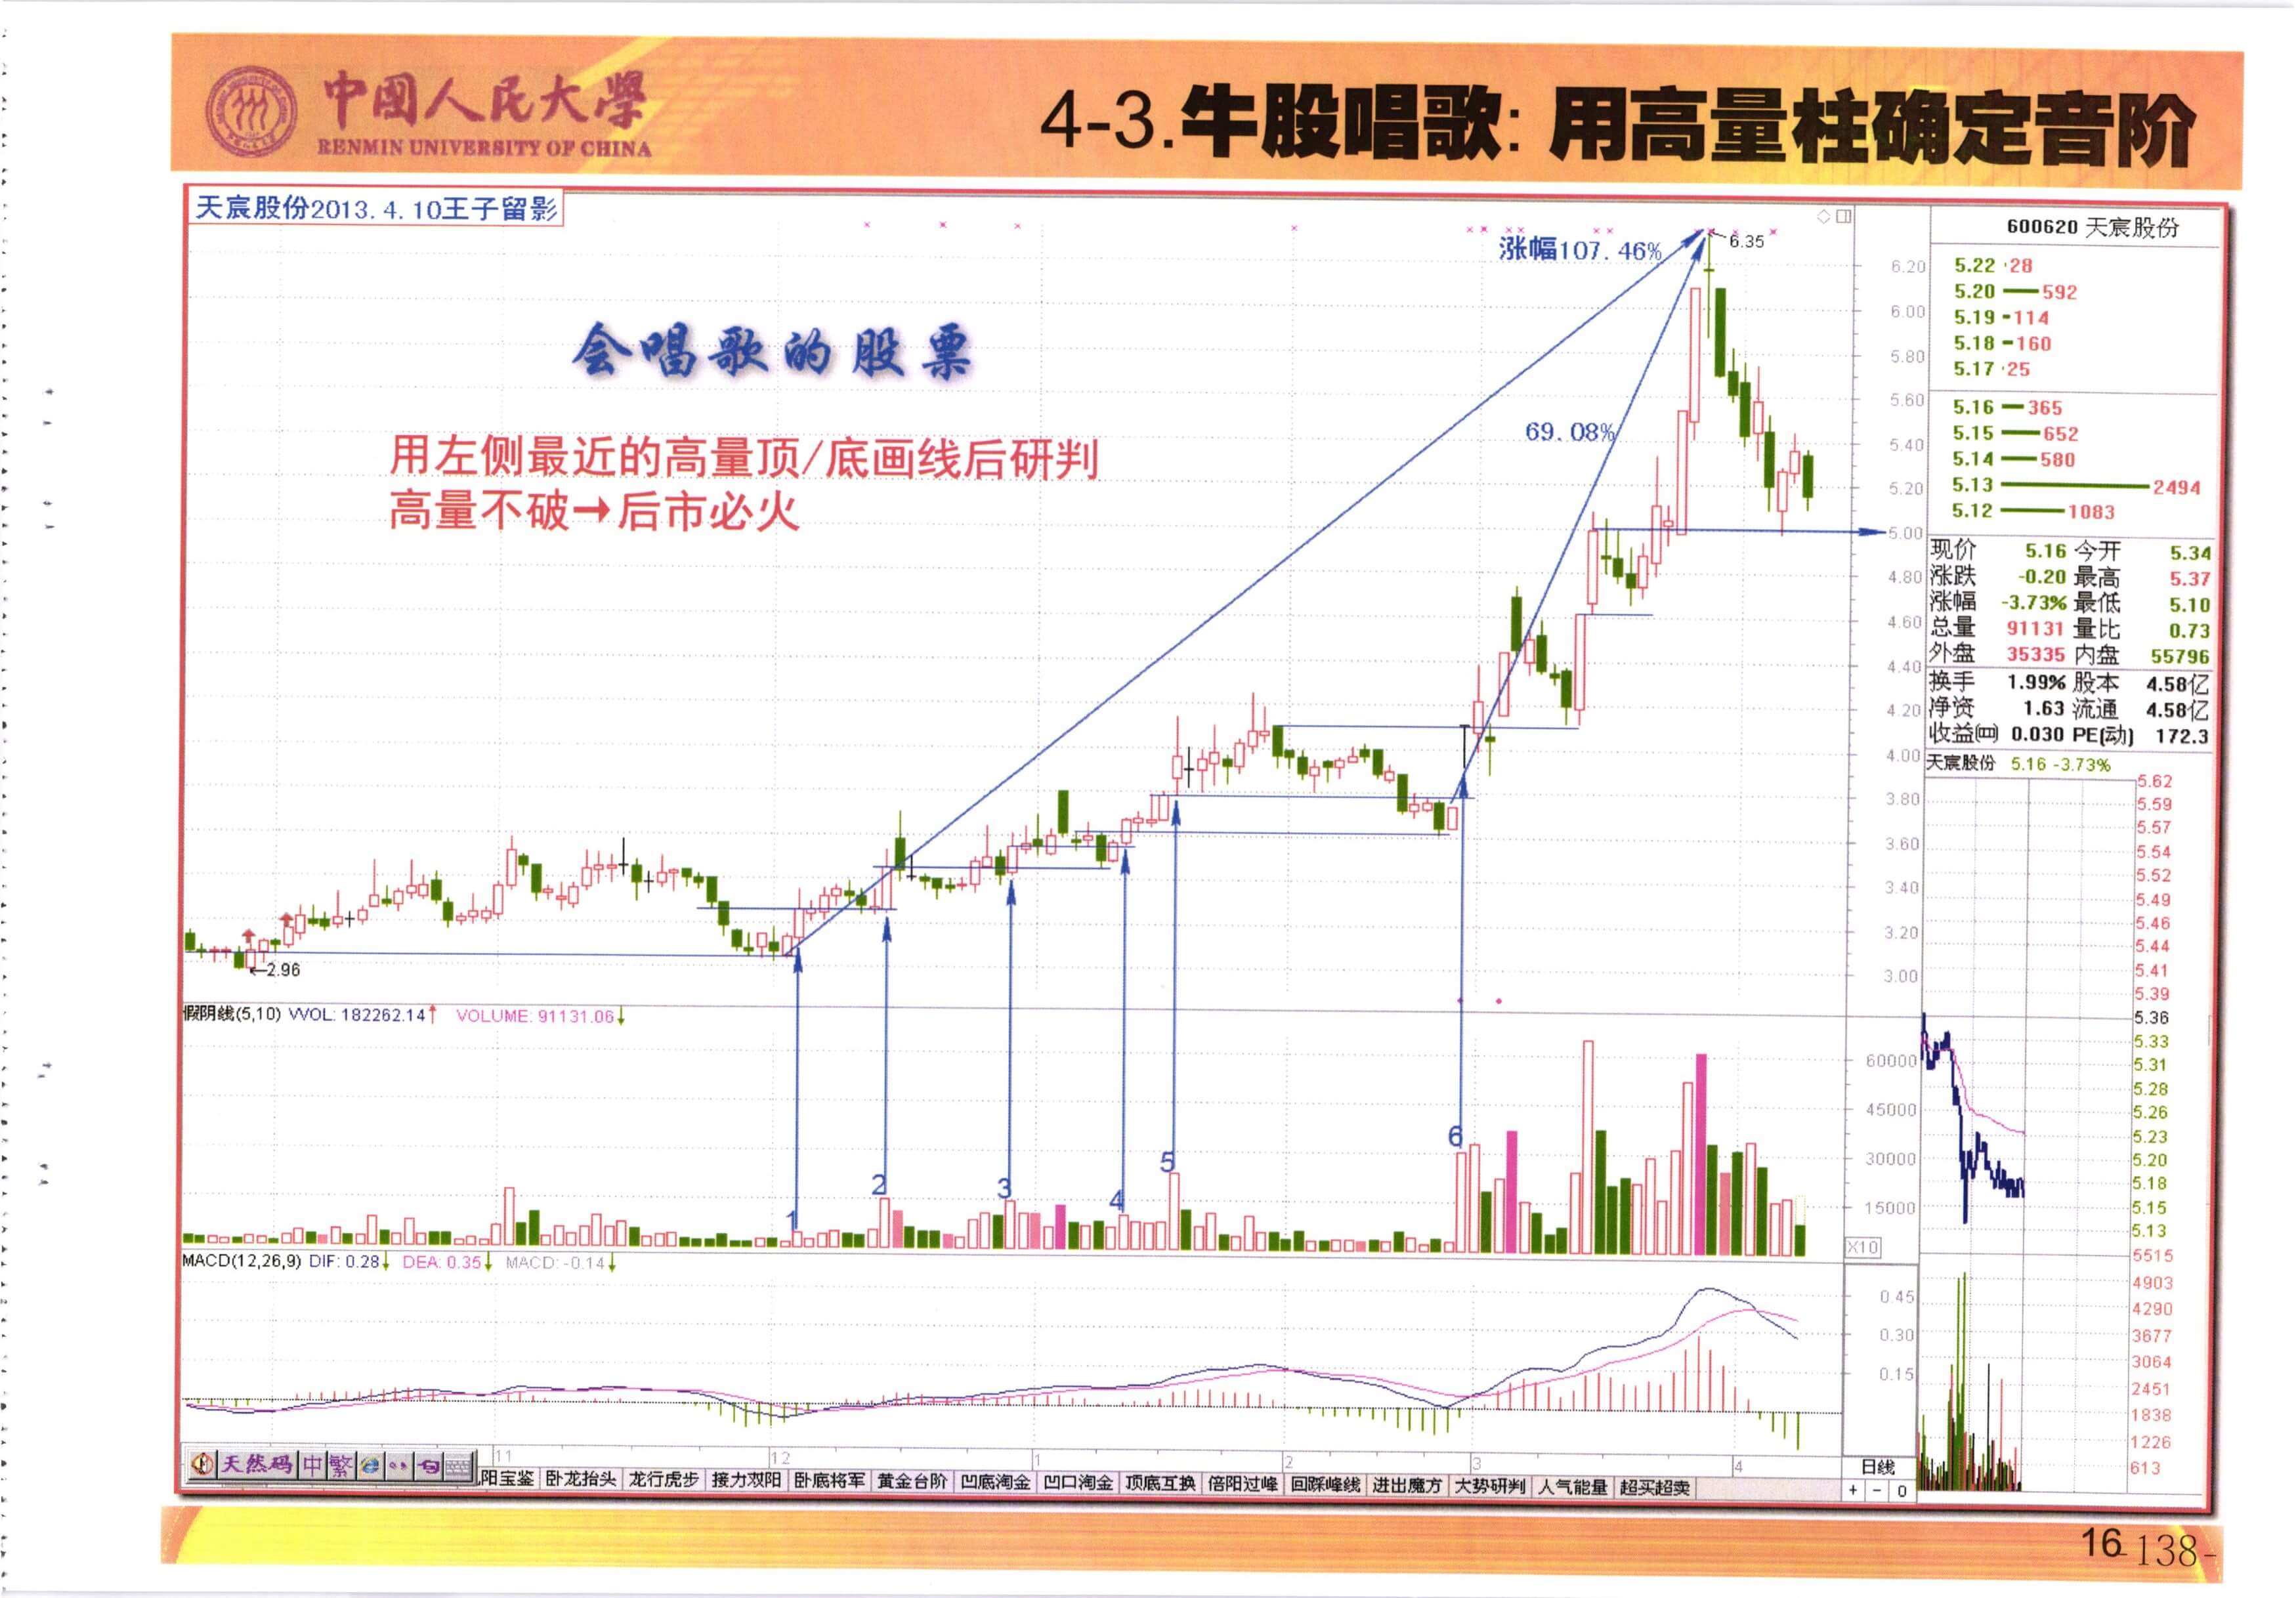 中國人民大學
RENMIN UNIVERSITY OF CHINA
4-3.牛股唱歌: 用高量柱确定音阶
天宸股份2013.4.10王子留影
会唱歌的股票
用左侧最近的高量顶/底画线后研判
高量不破→后市必火
涨幅107.46%
6.35
69.08%
←2.96
6.20
6.00
5.80
5.60
5.40
5.20
5.00
4.80
4.60
4.40
4.20
4.00
3.80
3.60
3.40
3.20
3.00
600620 天宸股份
5.22 28
5.20 592
5.19 114
5.18 160
5.17 25
5.16 365
5.15 652
5.14 580
5.13 2494
5.12 1083
现价 5.16 今开 5.34
涨跌 -0.20 最高 5.37
涨幅 -3.73% 最低 5.10
总量 91131 量比 0.73
外盘 35335 内盘 55796
换手 1.99% 股本 4.58亿
净资 1.63 流通 4.58亿
收益㈣ 0.030 PE(动) 172.3
天宸股份 5.16 -3.73%
5.62
5.59
5.57
5.54
5.52
5.49
5.46
5.44
5.41
5.39
5.36
5.33
5.31
5.28
5.26
5.23
5.20
5.18
5.15
5.13
5515
4903
4290
3677
3064
2451
1838
1226
613
假阴线(5,10) VVOL: 182262.14↑ VOLUME: 91131.06↓
1
2
3
4
5
6
60000
45000
30000
15000
X10
MACD(12,26,9) DIF: 0.28↓ DEA: 0.35↓ MACD: -0.14↓
0.45
0.30
0.15
11 12 1 2 3 4
日线
天然码 中 繁
阳宝鉴 卧龙抬头 龙行虎步 接力双阳 卧底将军 黄金台阶 凹底淘金 凹口淘金 顶底互换 倍阳过峰 回踩峰线 进出魔方 大势研判 人气能量 超买超卖
+ - 0
16
-138-